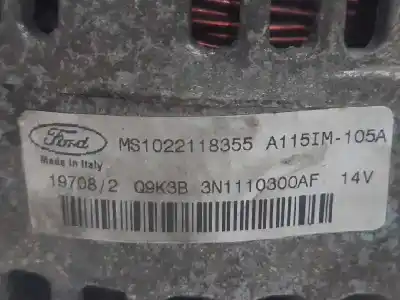 Ford MS1022118355 A115IM-105A
Made in Italy
19708/2 Q9K3B 3N1110300AF 14V